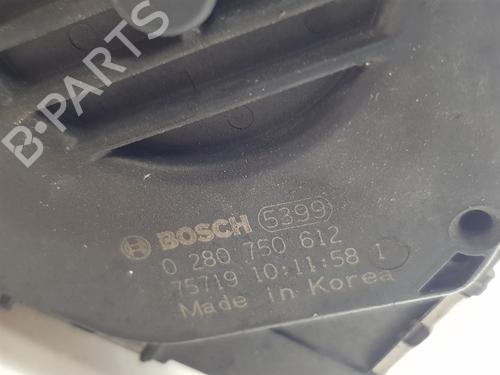 B-PARTS
BOSCH 5399
0 280 750 612
75719 10:11:58 1
Made in Korea